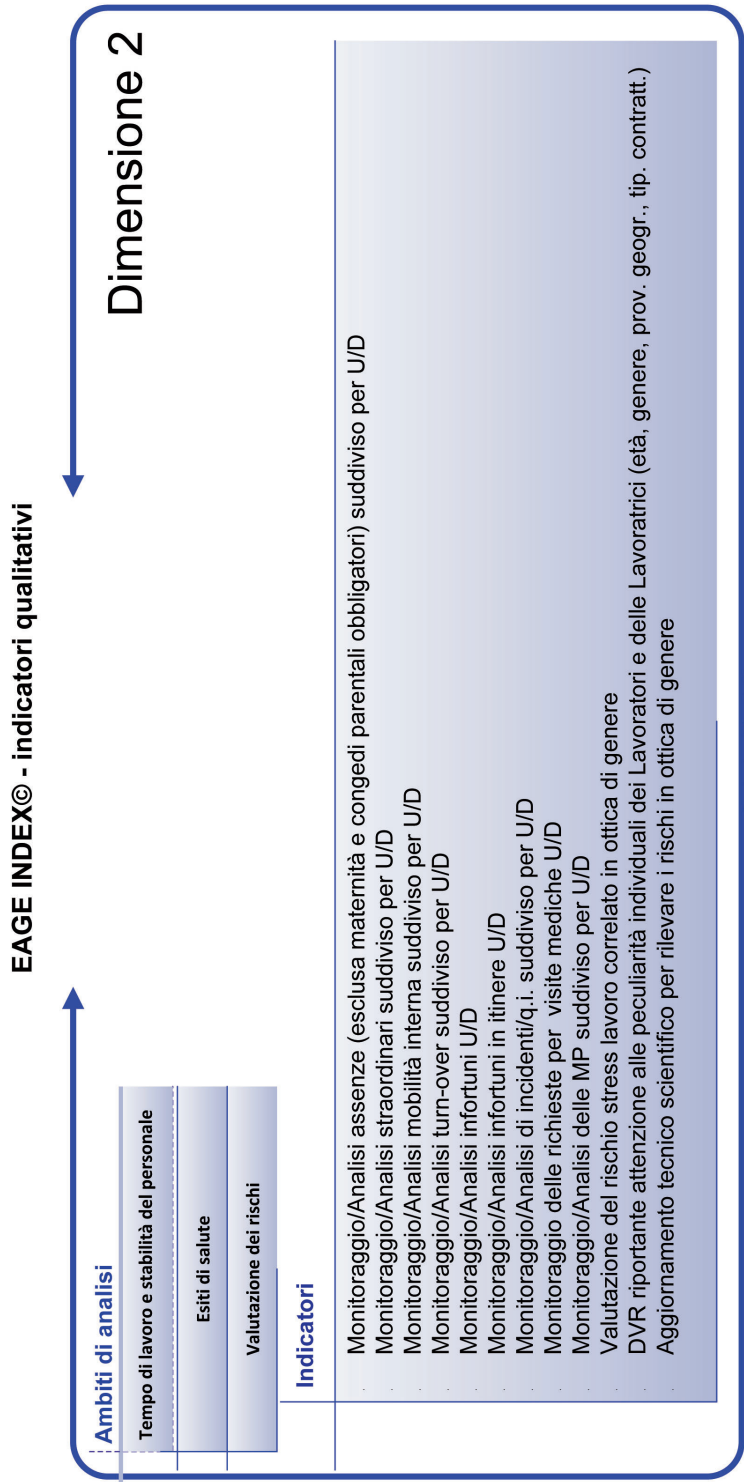 EAGE INDEX© - indicatori qualitativi
Dimensione 2
Ambiti di analisi
Tempo di lavoro e stabilità del personale
Esiti di salute
Valutazione dei rischi
Indicatori
Monitoraggio/Analisi assenze (esclusa maternità e congedi parentali obbligatori) suddiviso per U/D
Monitoraggio/Analisi straordinari suddiviso per U/D
Monitoraggio/Analisi mobilità interna suddiviso per U/D
Monitoraggio/Analisi turn-over suddiviso per U/D
Monitoraggio/Analisi infortuni U/D
Monitoraggio/Analisi infortuni in itinere U/D
Monitoraggio/Analisi di incidenti/q.i. suddiviso per U/D
Monitoraggio delle richieste per visite mediche U/D
Monitoraggio/Analisi delle MP suddiviso per U/D
Valutazione del rischio stress lavoro correlato in ottica di genere
DVR riportante attenzione alle peculiarità individuali dei Lavoratori e delle Lavoratrici (età, genere, prov. geogr., tip. contratt.)
Aggiornamento tecnico scientifico per rilevare i rischi in ottica di genere